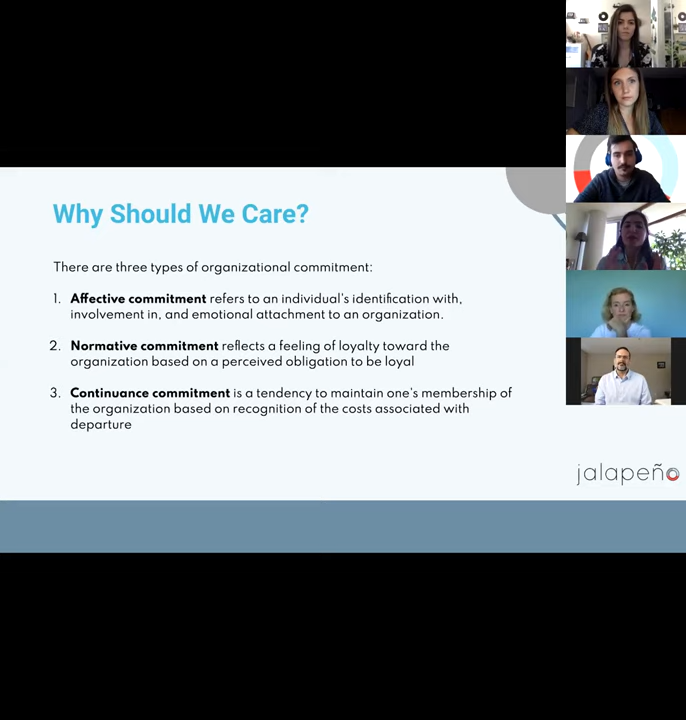 Why Should We Care?
There are three types of organizational commitment:
1. Affective commitment refers to an individual's identification with,
involvement in, and emotional attachment to an organization.
2. Normative commitment reflects a feeling of loyalty toward the
organization based on a perceived obligation to be loyal
3. Continuance commitment is a tendency to maintain one's membership of
the organization based on recognition of the costs associated with
departure
jalapeño